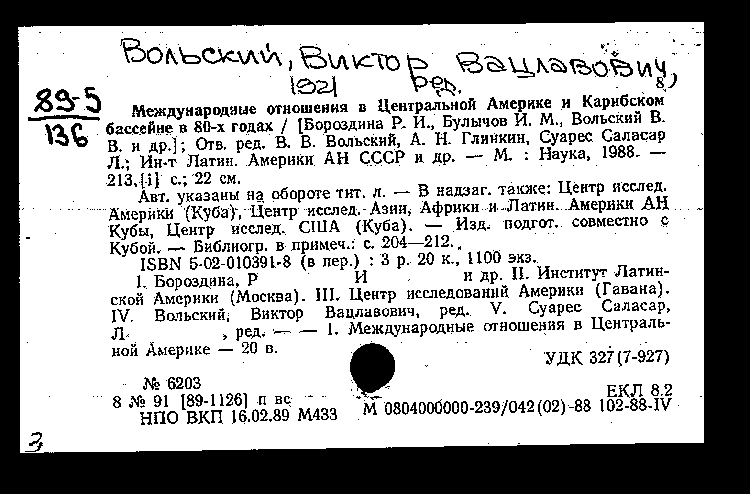 Вольский, Виктор Вацлавович,
1921 ред. 8.
89-5
136
Международные отношения в Центральной Америке и Карибском
бассейне в 80-х годах / [Бороздина Р. И., Булычов И. М., Вольский В.
В. и др.]; Отв. ред. В. В. Вольский, А. Н. Глинкин, Суарес Саласар
Л.; Ин-т Латин. Америки АН СССР и др. — М. : Наука, 1988. —
213,[1] с.; 22 см.
Авт. указаны на обороте тит. л. — В надзаг. также: Центр исслед.
Америки (Куба), Центр исслед. Азии, Африки и Латин. Америки АН
Кубы, Центр исслед. США (Куба). — Изд. подгот. совместно с
Кубой. — Библиогр. в примеч.: с. 204—212.
ISBN 5-02-010391-8 (в пер.) : 3 р. 20 к., 1100 экз.
I. Бороздина, Р И и др. II. Институт Латин-
ской Америки (Москва). III. Центр исследований Америки (Гавана).
IV. Вольский, Виктор Вацлавович, ред. V. Суарес Саласар,
Л. , ред. — — 1. Международные отношения в Централь-
ной Америке — 20 в.
УДК 327(7-927)
№ 6203
8 № 91 [89-1126] п вс
ЕКЛ 8.2
НПО ВКП 16.02.89 М433 М 0804000000-239/042(02)-88 102-88-IV
3